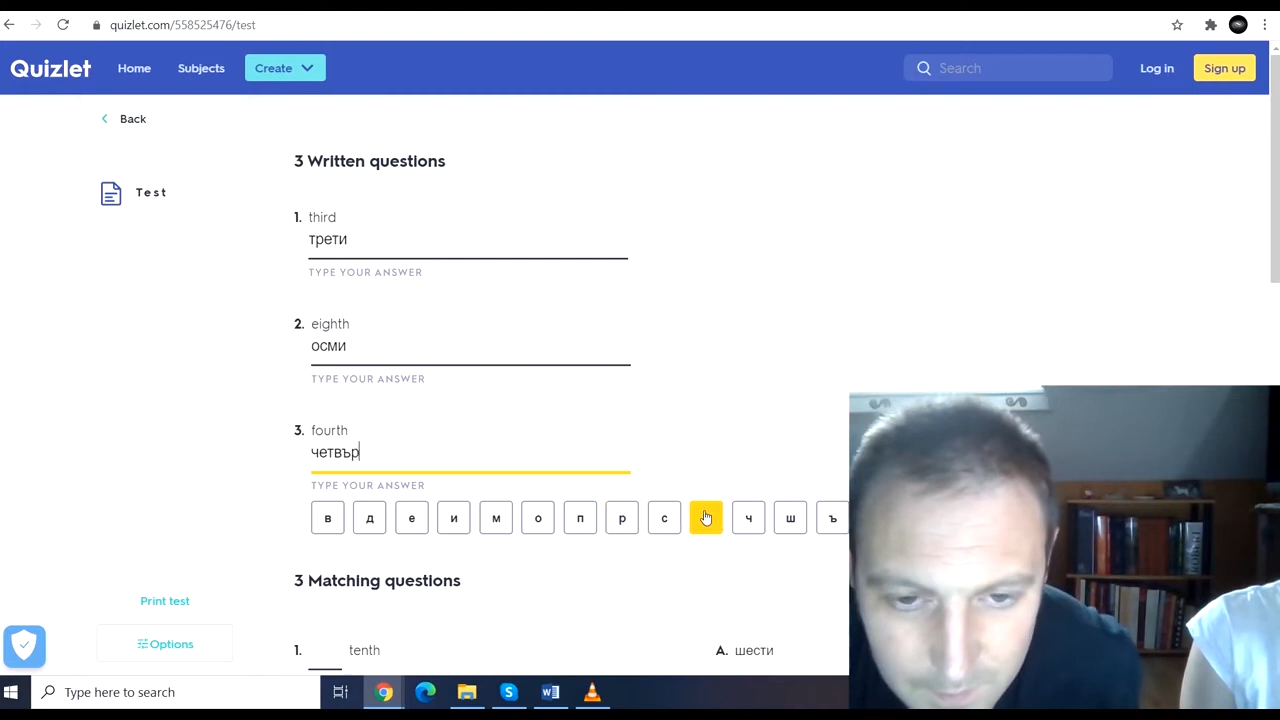 quizlet.com/558525476/test
Quizlet Home Subjects Create Search Log in Sign up
Back
Test
3 Written questions
1. third
трети
TYPE YOUR ANSWER
2. eighth
осми
TYPE YOUR ANSWER
3. fourth
четвър
TYPE YOUR ANSWER
в д е и м о п р с ч ш ъ
3 Matching questions
Print test
Options
1. tenth
A. шести
Type here to search